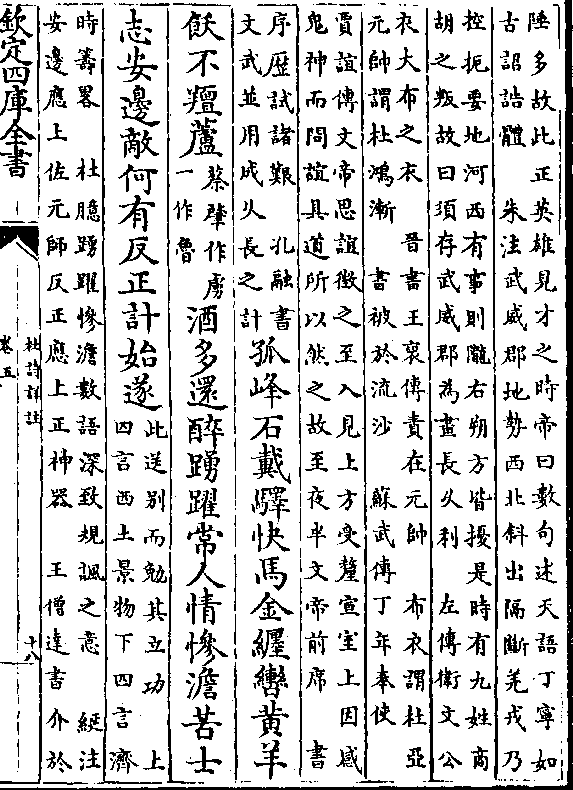 陲多故此正英雄見才之時帝曰數句述天語丁寧如
古詔誥體　朱注武威郡地勢西北斜出隔斷羌戎乃
控扼要地河西有事則隴右朔方皆擾是時有九姓商
胡之叛故曰須存武威郡為畫長久利　左傳衛文公
衣大布之衣　晉書王裒傳責在元帥　布衣謂杜亞
元帥謂杜鴻漸　書被於流沙　蘇武傳丁年奉使
賈誼傳文帝思誼徵之至入見上方受釐宣室上因感
鬼神而問誼具道所以然之故至夜半文帝前席　書
序歷試諸艱　孔融書
文武並用成久長之計
孤峰石戴驛快馬金纏轡黃羊
飫不羶蘆
蔡肇作虜
一作魯
酒多還醉踴躍常人情慘澹苦士
志安邊敵何有反正計始遂
此送別而勉其立功　上
四言西土景物下四言濟
時籌畧　杜臆踴躍慘澹數語深致規諷之意　綖注
安邊應上佐元師反正應上正神器　王僧達書介於
欽定四庫全書
杜詩詳註
卷五
十八